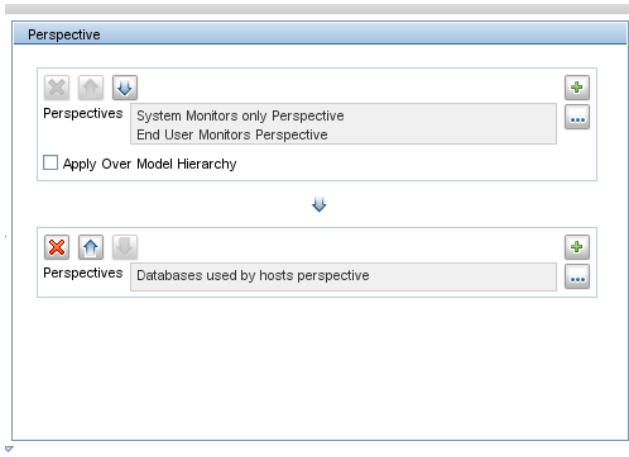 Perspective
Perspectives System Monitors only Perspective
End User Monitors Perspective
...
Apply Over Model Hierarchy
Perspectives Databases used by hosts perspective
...